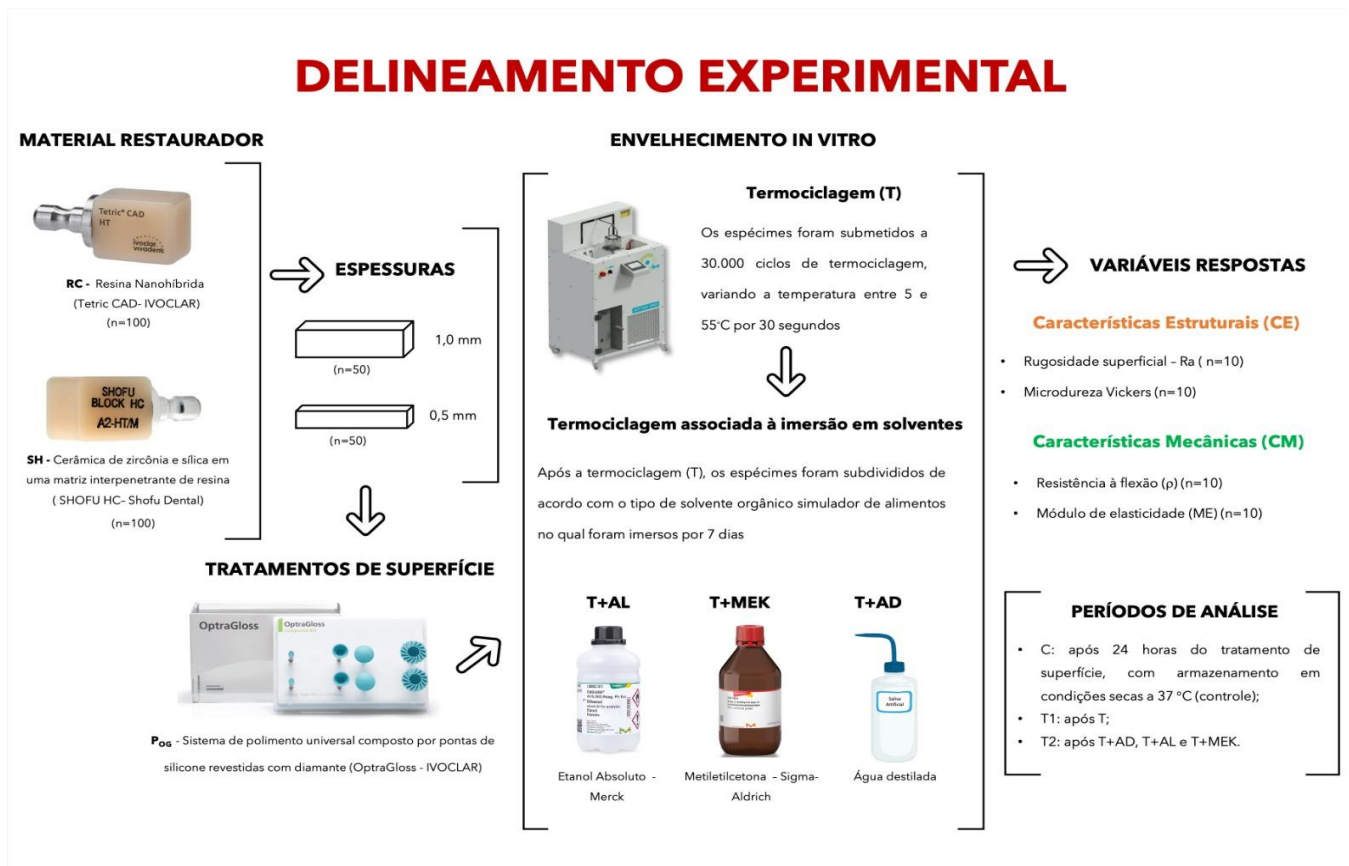 DELINEAMENTO EXPERIMENTAL
MATERIAL RESTAURADOR
Tetric® CAD
HT
ivoclar
vivadent
RC - Resina Nanohíbrida
(Tetric CAD- IVOCLAR)
(n=100)
SHOFU
BLOCK HC
A2-HT/M
SH - Cerâmica de zircônia e sílica em
uma matriz interpenetrante de resina
( SHOFU HC- Shofu Dental)
(n=100)
ESPESSURAS
1,0 mm
(n=50)
0,5 mm
(n=50)
TRATAMENTOS DE SUPERFÍCIE
OptraGloss
OptraGloss
POG - Sistema de polimento universal composto por pontas de
silicone revestidas com diamante (OptraGloss - IVOCLAR)
ENVELHECIMENTO IN VITRO
Termociclagem (T)
Os espécimes foram submetidos a
30.000 ciclos de termociclagem,
variando a temperatura entre 5 e
55°C por 30 segundos
Termociclagem associada à imersão em solventes
Após a termociclagem (T), os espécimes foram subdivididos de
acordo com o tipo de solvente orgânico simulador de alimentos
no qual foram imersos por 7 dias
T+AL
T+MEK
T+AD
Saliva
Artificial
Etanol Absoluto -
Merck
Metiletilcetona – Sigma-
Aldrich
Água destilada
VARIÁVEIS RESPOSTAS
Características Estruturais (CE)
• Rugosidade superficial – Ra ( n=10)
• Microdureza Vickers (n=10)
Características Mecânicas (CM)
• Resistência à flexão (ρ) (n=10)
• Módulo de elasticidade (ME) (n=10)
PERÍODOS DE ANÁLISE
• C: após 24 horas do tratamento de
superfície, com armazenamento em
condições secas a 37 °C (controle);
• T1: após T;
• T2: após T+AD, T+AL e T+MEK.